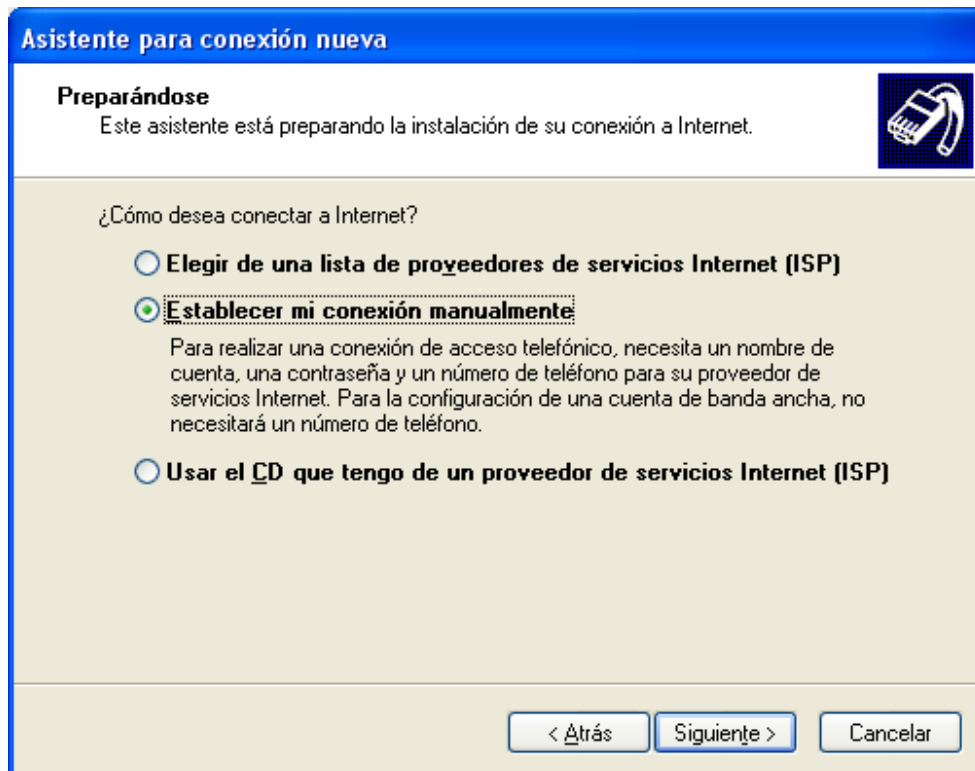 Asistente para conexión nueva
Preparándose
Este asistente está preparando la instalación de su conexión a Internet.
¿Cómo desea conectar a Internet?
Elegir de una lista de proveedores de servicios Internet (ISP)
Establecer mi conexión manualmente
Para realizar una conexión de acceso telefónico, necesita un nombre de
cuenta, una contraseña y un número de teléfono para su proveedor de
servicios Internet. Para la configuración de una cuenta de banda ancha, no
necesitará un número de teléfono.
Usar el CD que tengo de un proveedor de servicios Internet (ISP)
< Atrás Siguiente > Cancelar